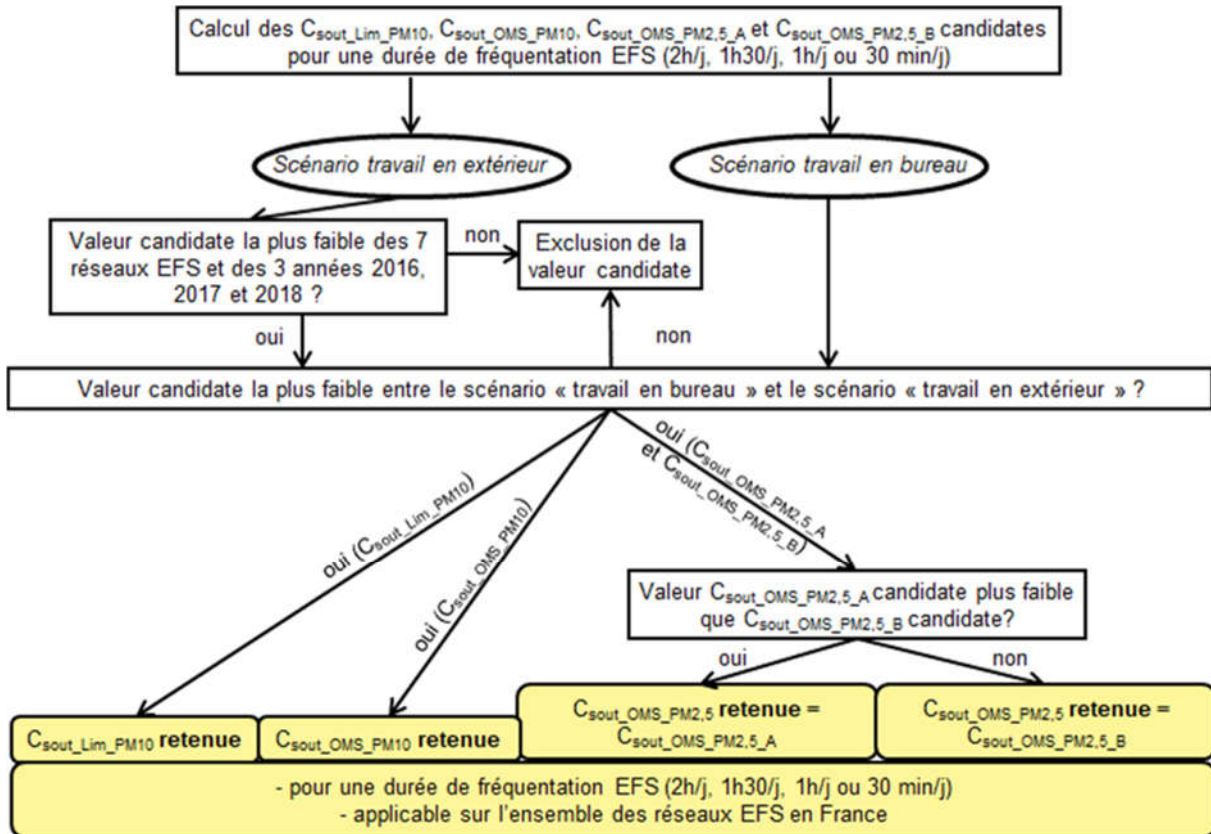 Calcul des Csout_Lim_PM10, Csout_OMS_PM10, Csout_OMS_PM2,5_A et Csout_OMS_PM2,5_B candidates
pour une durée de fréquentation EFS (2h/j, 1h30/j, 1h/j ou 30 min/j)
Scénario travail en extérieur
Scénario travail en bureau
Valeur candidate la plus faible des 7
réseaux EFS et des 3 années 2016,
2017 et 2018 ?
non
Exclusion de la
valeur candidate
oui
non
Valeur candidate la plus faible entre le scénario « travail en bureau » et le scénario « travail en extérieur » ?
oui (Csout_Lim_PM10)
oui (Csout_OMS_PM10)
oui (Csout_OMS_PM2,5_A
et Csout_OMS_PM2,5_B)
Valeur Csout_OMS_PM2,5_A candidate plus faible
que Csout_OMS_PM2,5_B candidate?
oui
non
Csout_Lim_PM10 retenue
Csout_OMS_PM10 retenue
Csout_OMS_PM2,5 retenue =
Csout_OMS_PM2,5_A
Csout_OMS_PM2,5 retenue =
Csout_OMS_PM2,5_B
- pour une durée de fréquentation EFS (2h/j, 1h30/j, 1h/j ou 30 min/j)
- applicable sur l'ensemble des réseaux EFS en France